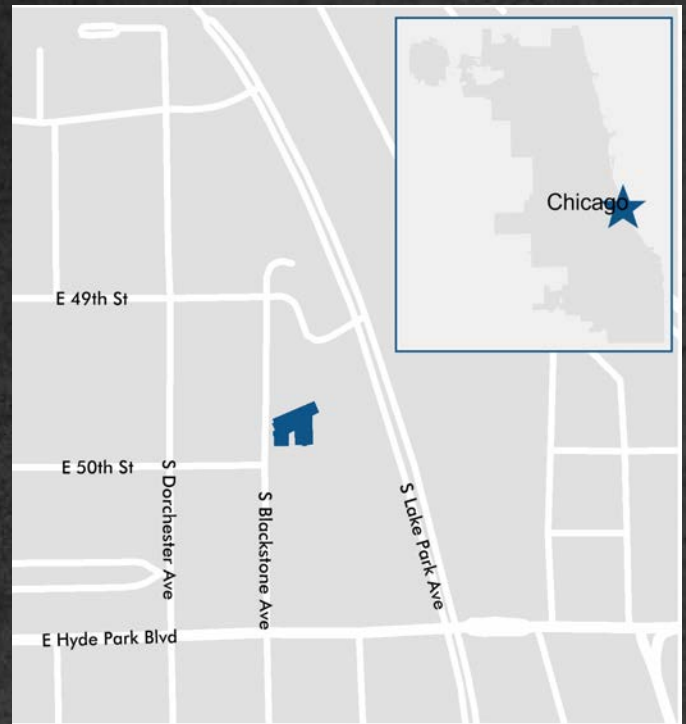 Chicago
E 49th St
E 50th St
S Dorchester Ave
S Blackstone Ave
S Lake Park Ave
E Hyde Park Blvd